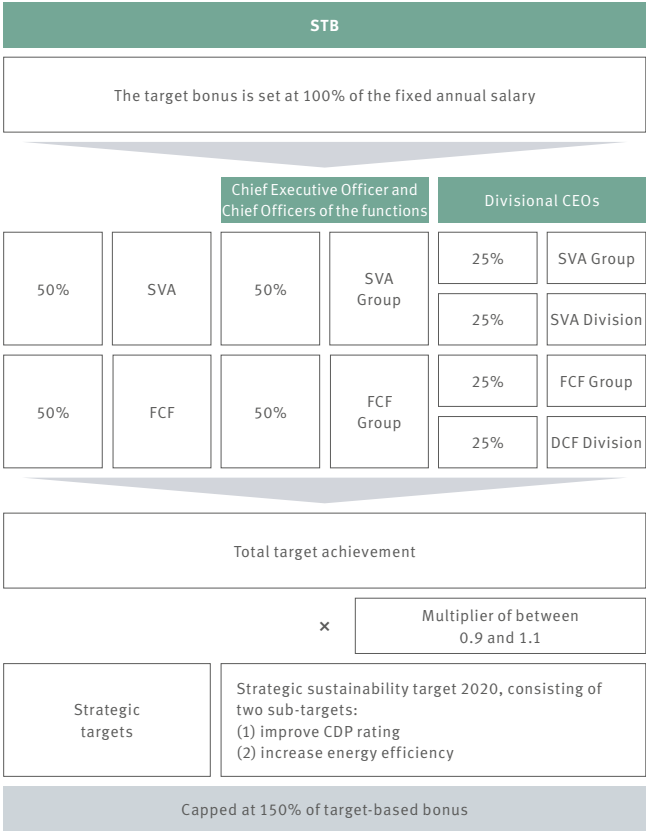 STB
The target bonus is set at 100% of the fixed annual salary
Chief Executive Officer and
Chief Officers of the functions
Divisional CEOs
50%
SVA
50%
SVA
Group
25%
SVA Group
25%
SVA Division
50%
FCF
50%
FCF
Group
25%
FCF Group
25%
DCF Division
Total target achievement
×
Multiplier of between
0.9 and 1.1
Strategic
targets
Strategic sustainability target 2020, consisting of
two sub-targets:
(1) improve CDP rating
(2) increase energy efficiency
Capped at 150% of target-based bonus